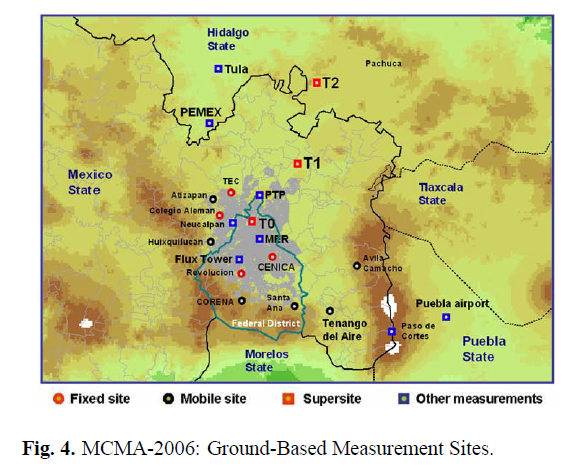 Hidalgo
State
Tula
T2
Pachuca
PEMEX
Mexico
State
T1
TEC
Atizapan
PTP
Tlaxcala
State
Colegio Aleman
Neucalpan
T0
Huixquilucan
MER
Flux Tower
CENICA
Avila
Camacho
Revolucion
CORENA
Santa
Ana
Puebla airport
Federal District
Tenango
del Aire
Paso de
Cortes
Puebla
State
Morelos
State
Fixed site
Mobile site
Supersite
Other measurements
Fig. 4. MCMA-2006: Ground-Based Measurement Sites.